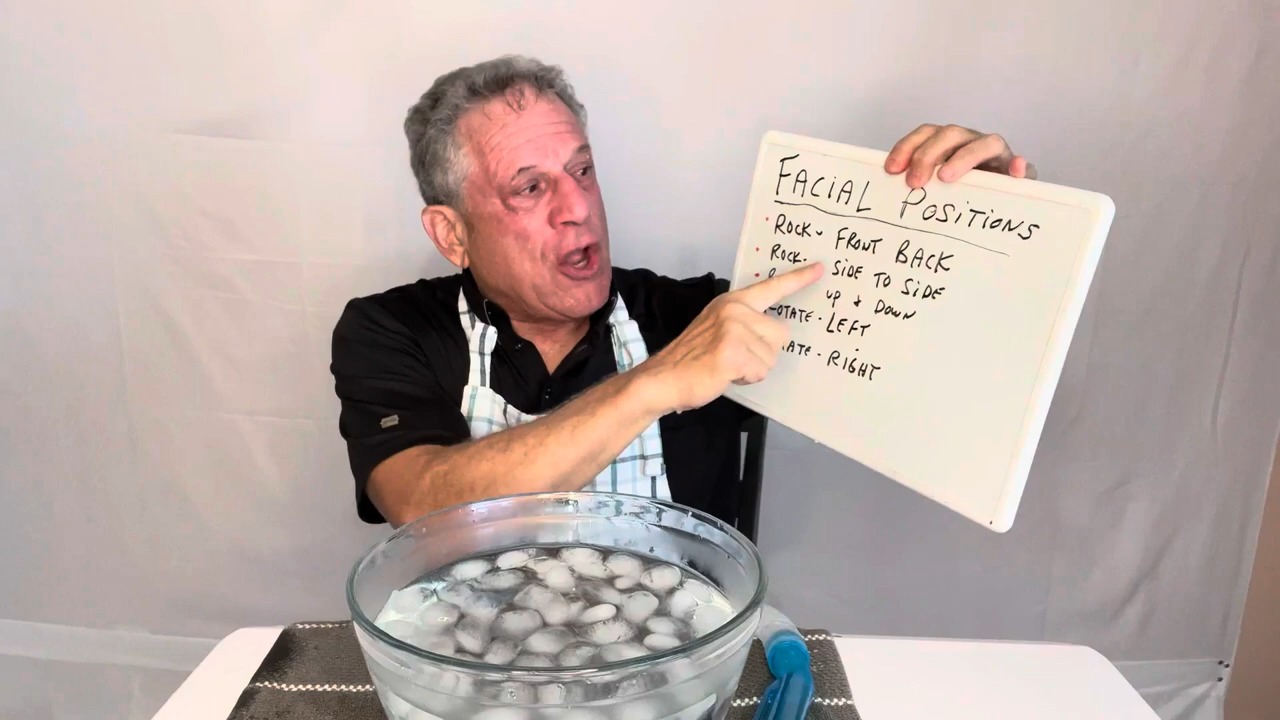 FACIAL POSITIONS
ROCK- FRONT BACK
ROCK- SIDE TO SIDE
UP & DOWN
LEFT
RIGHT